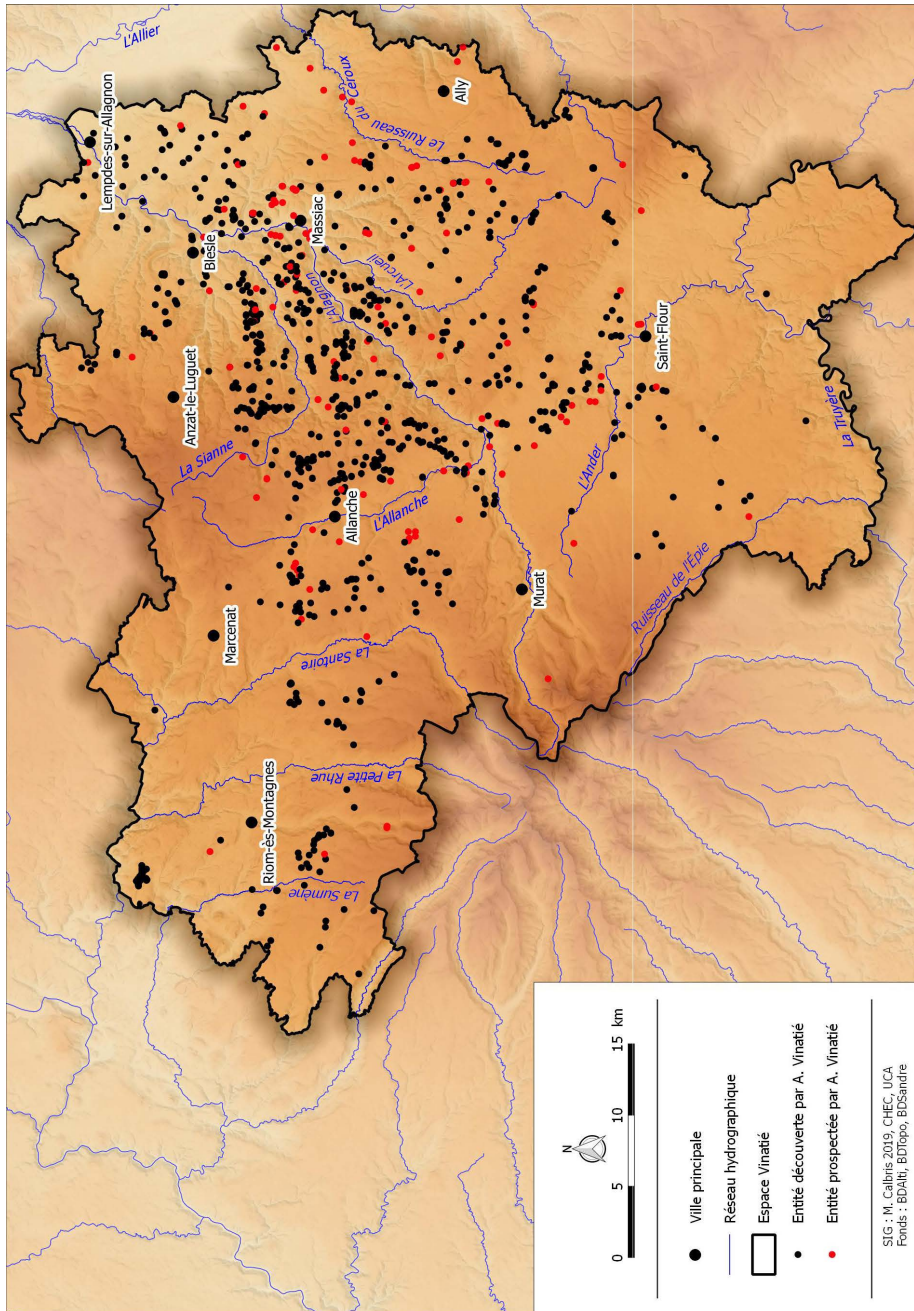 L'Allier
Lempdes-sur-Allagnon
Le Ruisseau du Céroux
Ally
Blesle
Massiac
L'Arcueil
L'Alagnon
Anzat-le-Luguet
La Sianne
Saint-Flour
La Truyère
L'Ander
Allanche
L'Allanche
Ruisseau de l'Épie
Murat
Marcenat
La Santoire
La Petite Rhue
Riom-ès-Montagnes
La Sumène
N
0 5 10 15 km
Ville principale
Réseau hydrographique
Espace Vinatié
Entité découverte par A. Vinatié
Entité prospectée par A. Vinatié
SIG : M. Calbris 2019, CHEC, UCA
Fonds : BDAlti, BDTopo, BDSandre